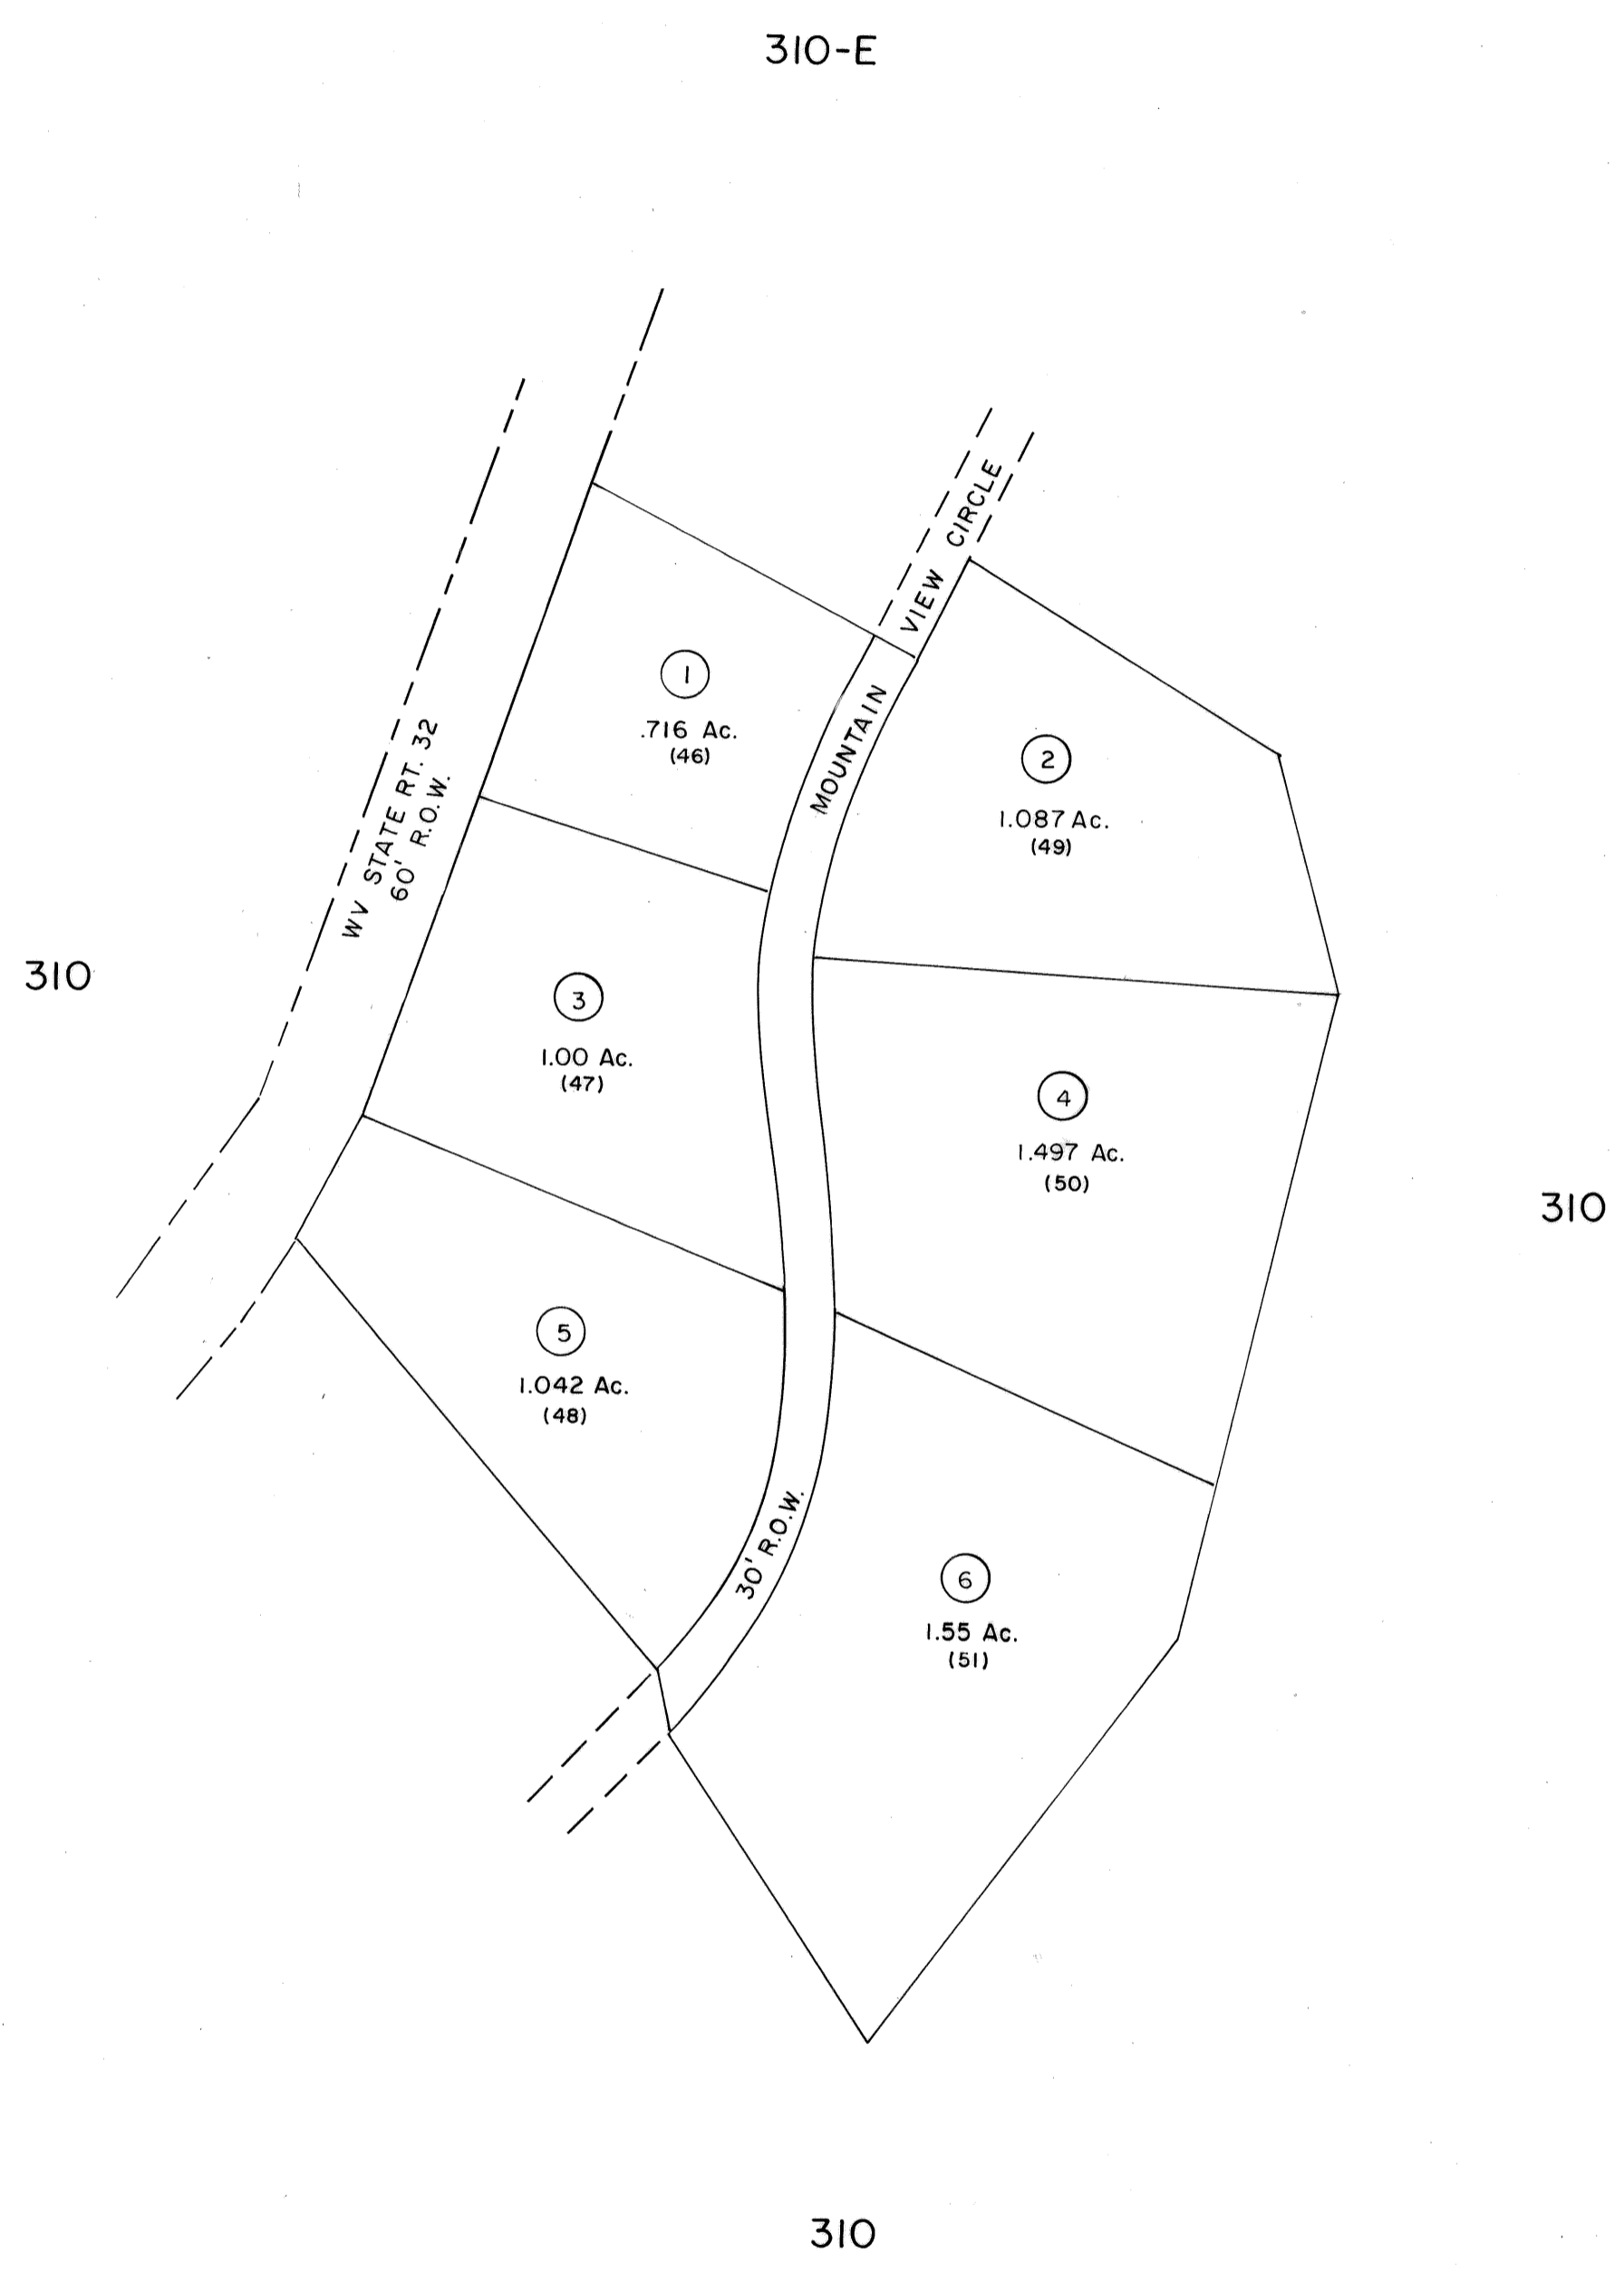 310-E
VIEW CIRCLE
MOUNTAIN
1
.716 Ac.
(46)
2
1.087 Ac.
(49)
WV STATE RT. 32
60' R.O.W.
310
3
1.00 Ac.
(47)
4
1.497 Ac.
(50)
310
5
1.042 Ac.
(48)
30' R.O.W.
6
1.55 Ac.
(51)
310